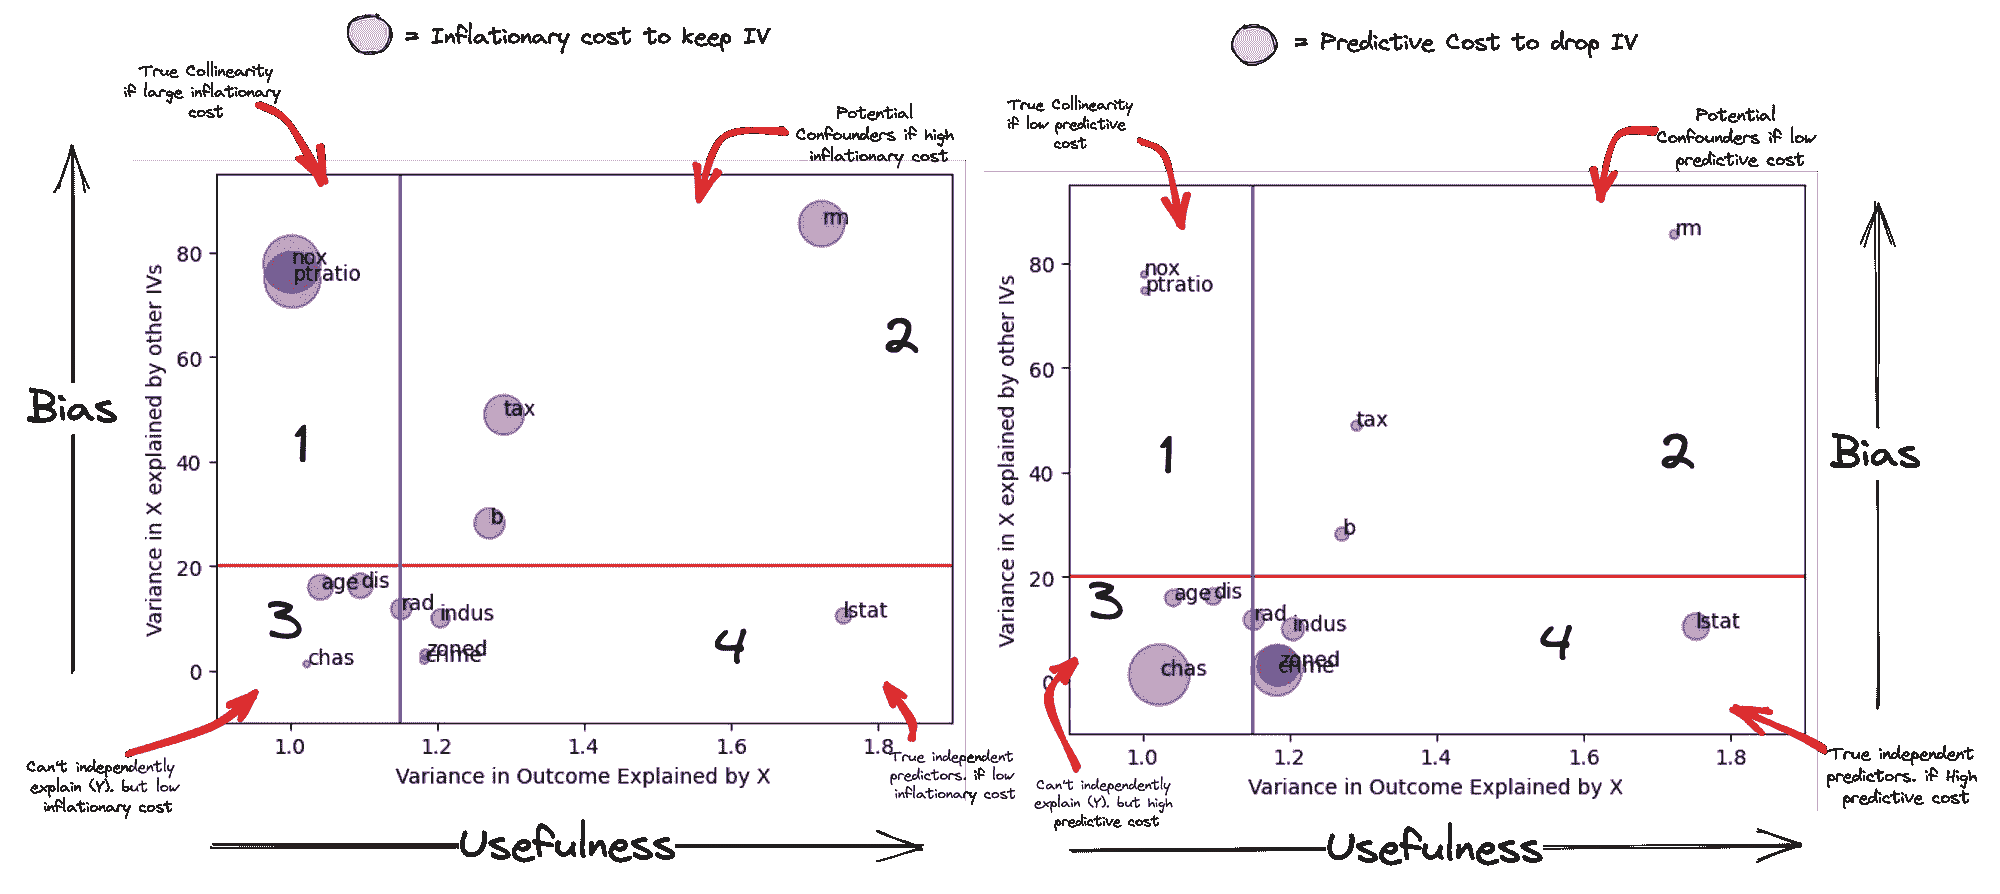 = Inflationary cost to keep IV
True Collinearity
if large inflationary
cost
Potential
Confounders if high
inflationary cost
Bias
Variance in X explained by other IVs
80
60
40
20
0
nox
ptratio
rm
2
tax
1
b
age
dis
rad
indus
lstat
3
zoned
crime
4
chas
1.0
1.2
1.4
1.6
1.8
Variance in Outcome Explained by X
Can't independently
explain (Y). but low
inflationary cost
True independent
predictors. if low
inflationary cost
Usefulness
= Predictive Cost to drop IV
True Collinearity
if low predictive
cost
Potential
Confounders if low
predictive cost
Variance in X explained by other IVs
80
60
40
20
0
rm
nox
ptratio
tax
1
2
b
3
age
dis
rad
indus
lstat
zoned
crime
chas
4
1.0
1.2
1.4
1.6
1.8
Variance in Outcome Explained by X
Bias
Can't independently
explain (Y). but high
predictive cost
True independent
predictors. if High
predictive cost
Usefulness